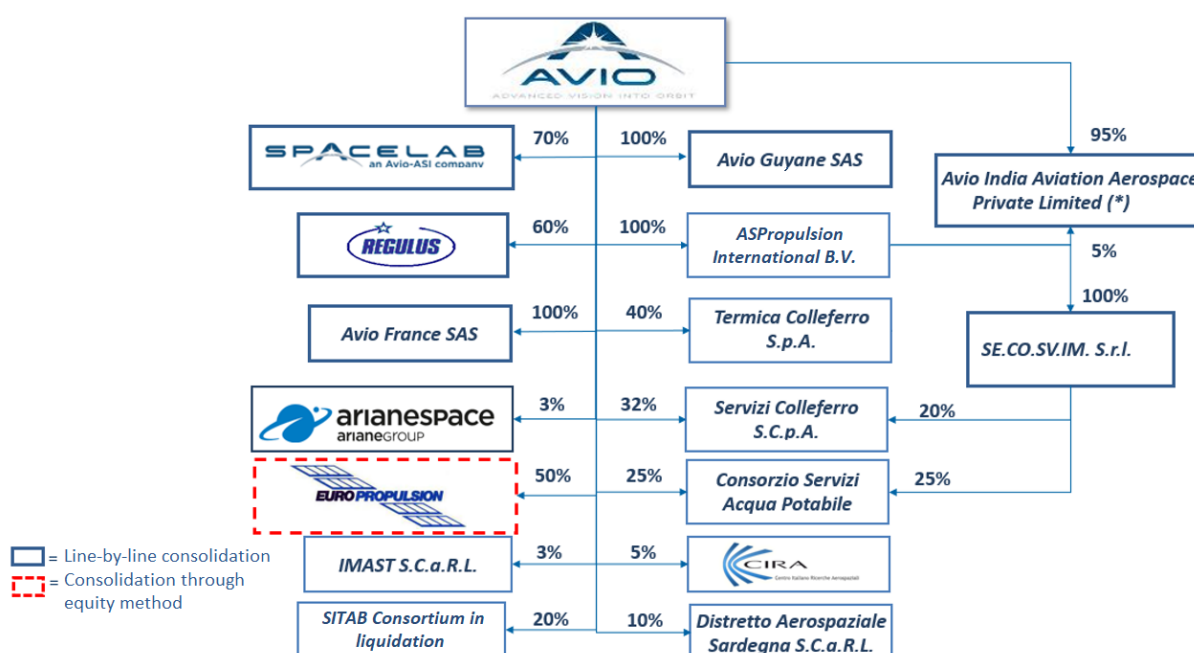 AVIO
ADVANCED VISION INTO ORBIT
SPACELAB
an Avio-ASI company
70%
100%
Avio Guyane SAS
95%
Avio India Aviation Aerospace
Private Limited (*)
REGULUS
60%
100%
ASPropulsion
International B.V.
5%
100%
Avio France SAS
100%
40%
Termica Colleferro
S.p.A.
SE.CO.SV.IM. S.r.l.
arianespace
arianeGROUP
3%
32%
Servizi Colleferro
S.C.p.A.
20%
EUROPROPULSION
50%
25%
Consorzio Servizi
Acqua Potabile
25%
= Line-by-line consolidation
= Consolidation through
equity method
IMAST S.C.a.R.L.
3%
5%
CIRA
Centro Italiano Ricerche Aerospaziali
SITAB Consortium in
liquidation
20%
10%
Distretto Aerospaziale
Sardegna S.C.a.R.L.